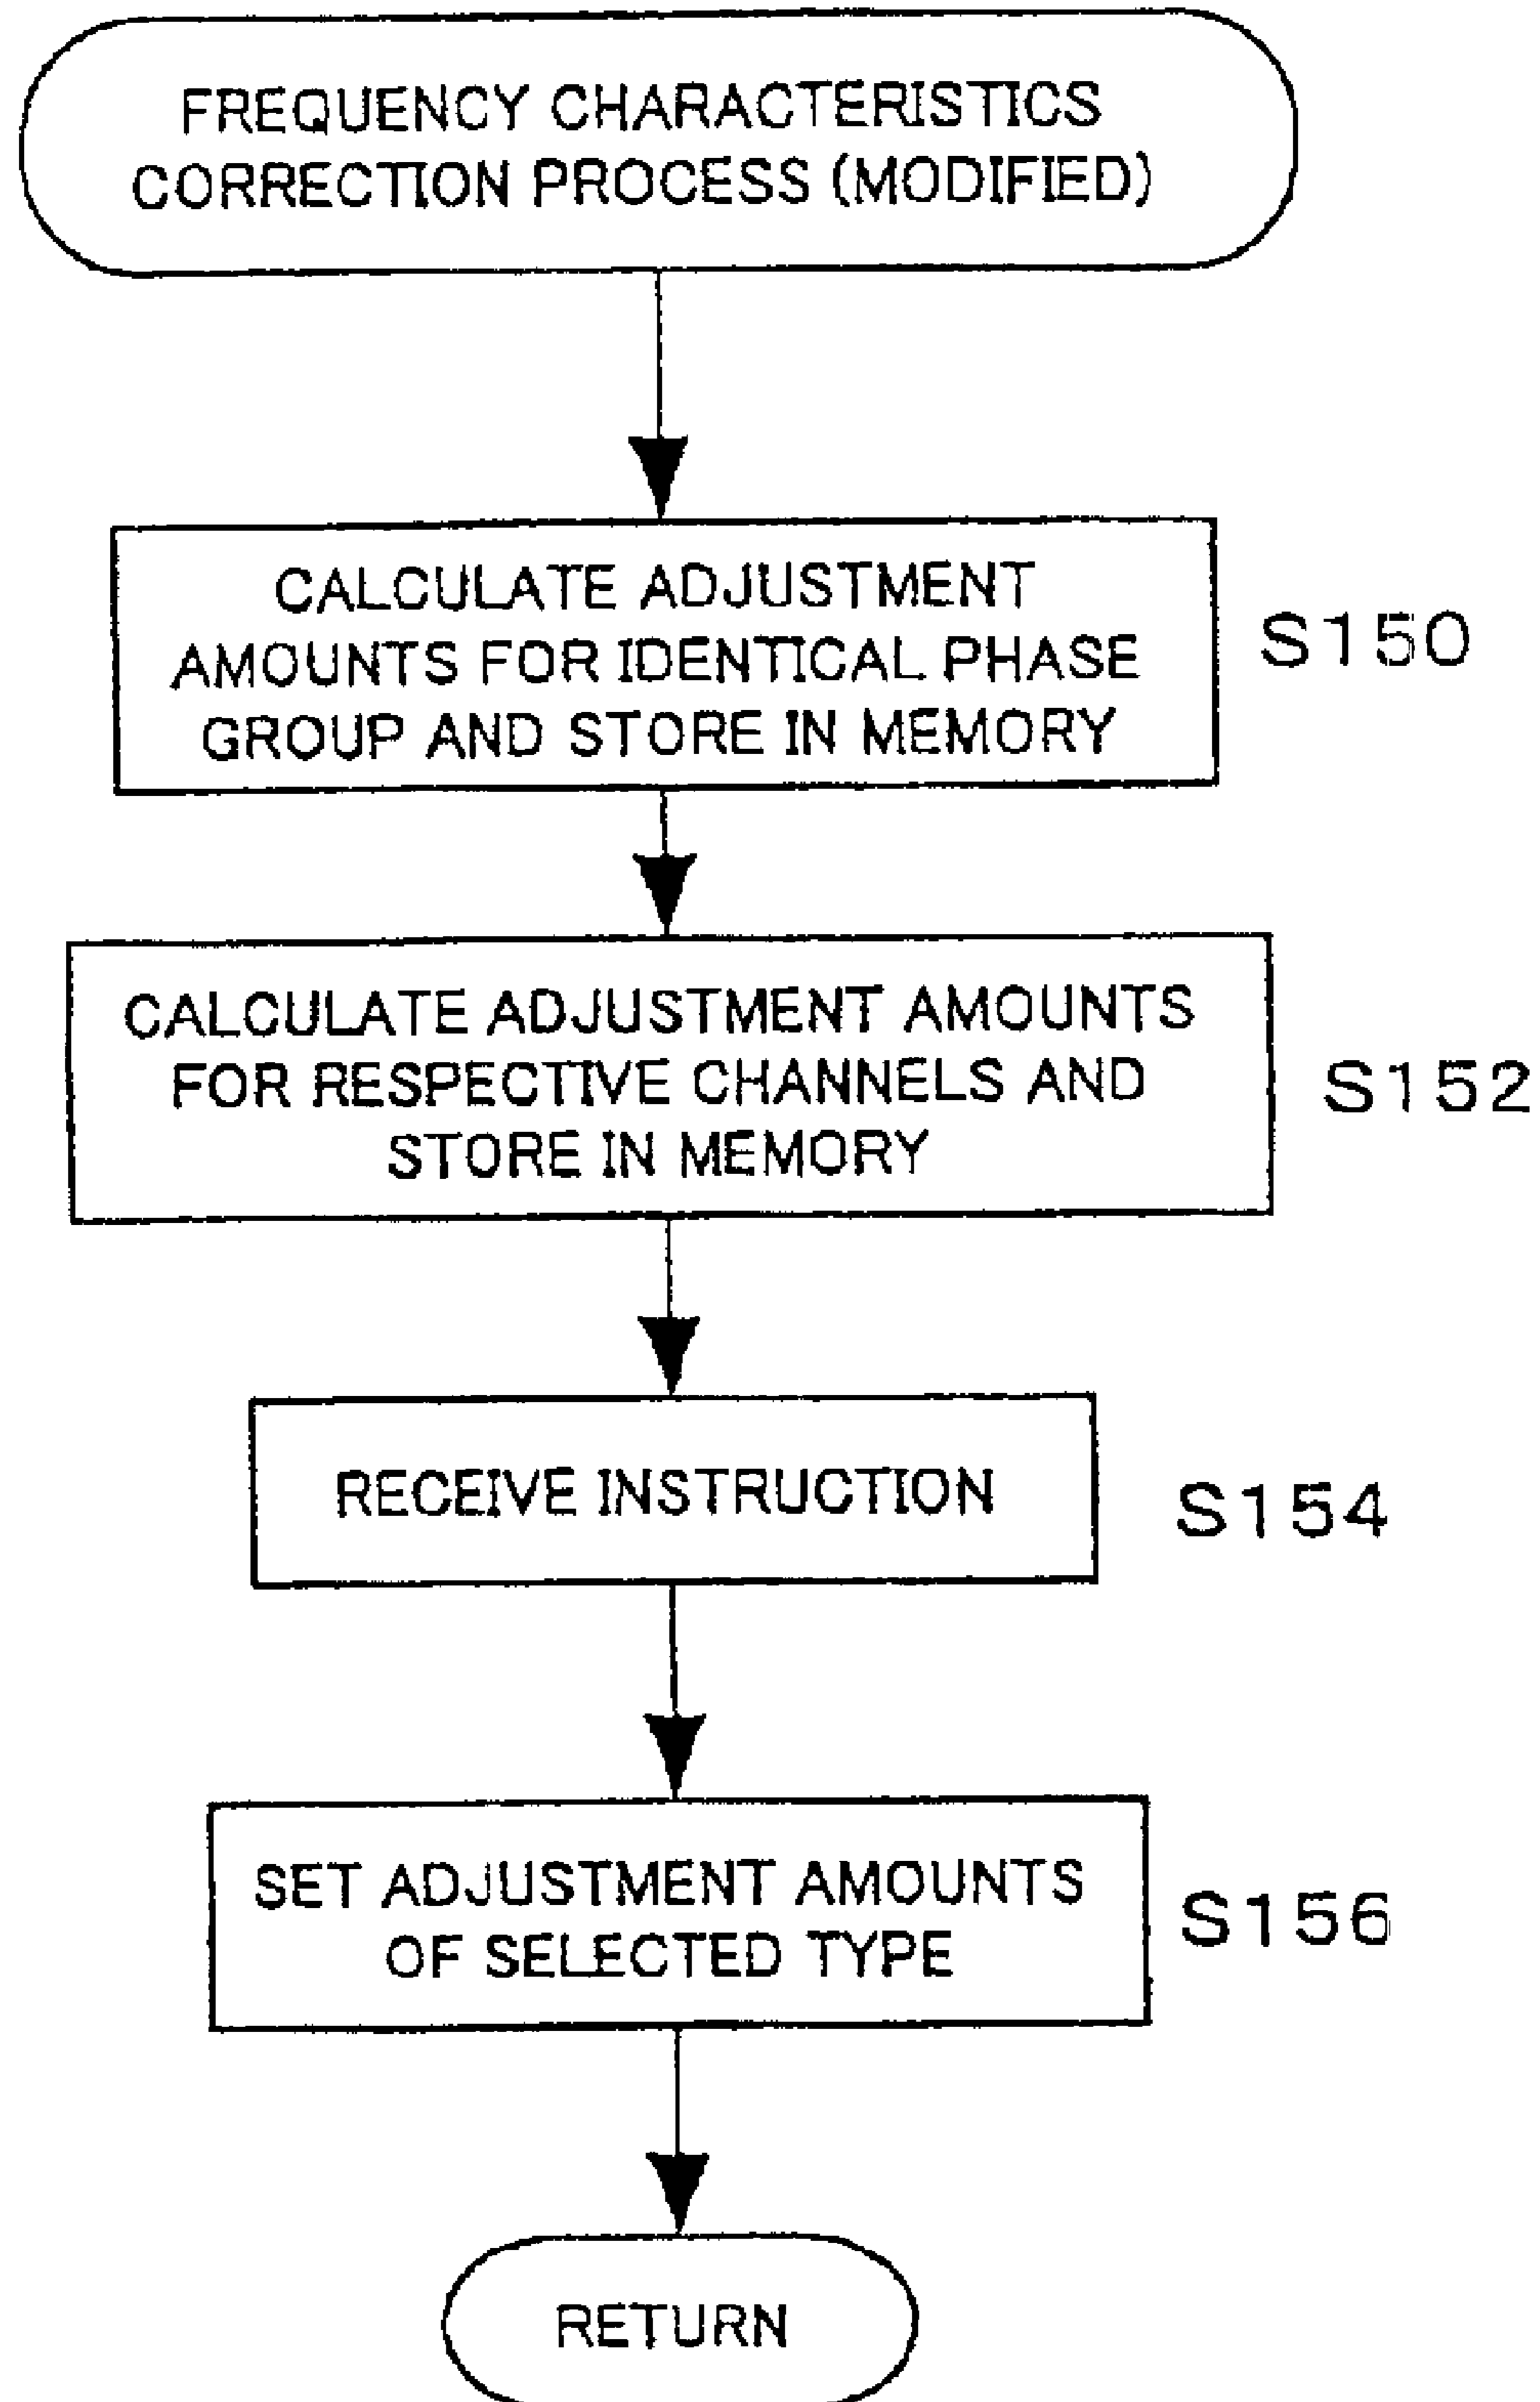 FREQUENCY CHARACTERISTICS
CORRECTION PROCESS (MODIFIED)
CALCULATE ADJUSTMENT
AMOUNTS FOR IDENTICAL PHASE
GROUP AND STORE IN MEMORY
S150
CALCULATE ADJUSTMENT AMOUNTS
FOR RESPECTIVE CHANNELS AND
STORE IN MEMORY
S152
RECEIVE INSTRUCTION
S154
SET ADJUSTMENT AMOUNTS
OF SELECTED TYPE
S156
RETURN